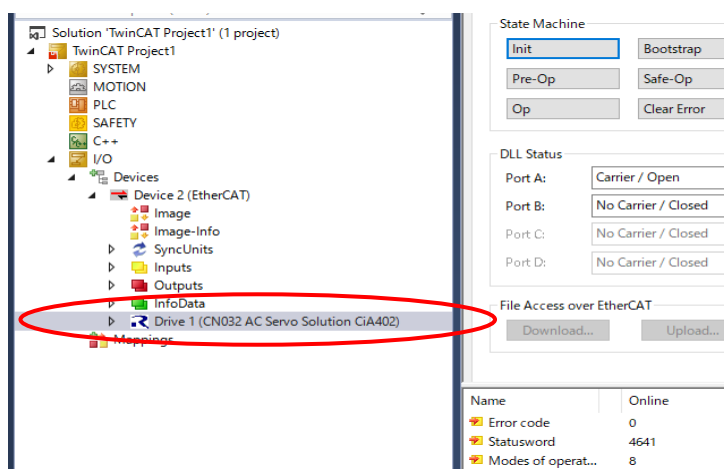 Solution 'TwinCAT Project1' (1 project)
TwinCAT Project1
SYSTEM
MOTION
PLC
SAFETY
C++
I/O
Devices
Device 2 (EtherCAT)
Image
Image-Info
SyncUnits
Inputs
Outputs
InfoData
Drive 1 (CN032 AC Servo Solution CiA402)
Mappings
State Machine
Init
Bootstrap
Pre-Op
Safe-Op
Op
Clear Error
DLL Status
Port A:
Carrier / Open
Port B:
No Carrier / Closed
Port C:
No Carrier / Closed
Port D:
No Carrier / Closed
File Access over EtherCAT
Download...
Upload...
Name
Online
Error code
0
Statusword
4641
Modes of operat...
8